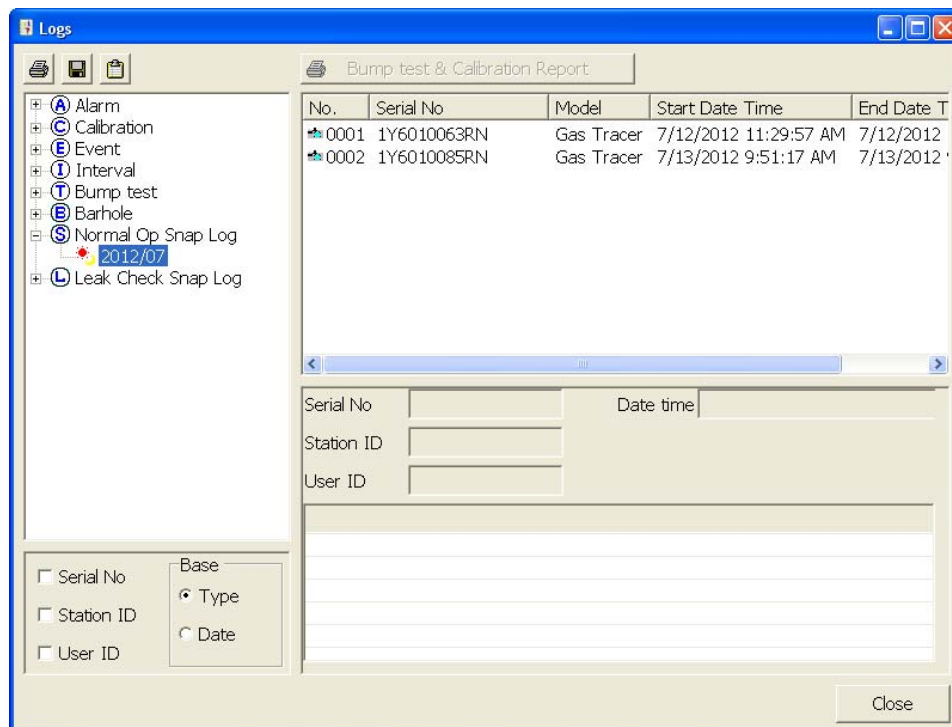 Logs
Bump test & Calibration Report
A Alarm
C Calibration
E Event
I Interval
T Bump test
B Barhole
S Normal Op Snap Log
2012/07
L Leak Check Snap Log
No. Serial No Model Start Date Time End Date T
0001 1Y6010063RN Gas Tracer 7/12/2012 11:29:57 AM 7/12/2012
0002 1Y6010085RN Gas Tracer 7/13/2012 9:51:17 AM 7/13/2012
Serial No Date time
Station ID
User ID
Serial No
Station ID
User ID
Base
Type
Date
Close